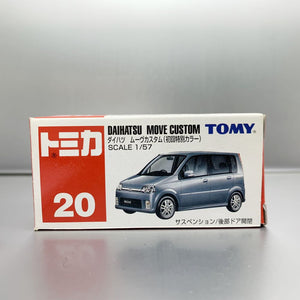 トミカ
20
DAIHATSU MOVE CUSTOM
ダイハツ ムーヴカスタム(初回特別カラー)
SCALE 1/57
TOMY
サスペンション/後部ドア開閉